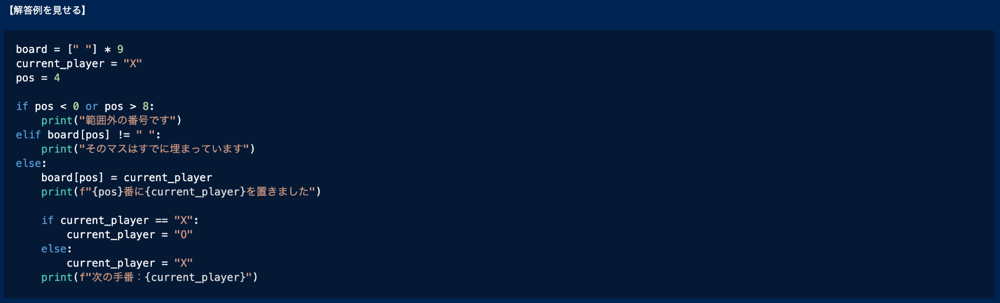 【解答例を見せる】
board = [" "] * 9
current_player = "X"
pos = 4
if pos < 0 or pos > 8:
    print("範囲外の番号です")
elif board[pos] != " ":
    print("そのマスはすでに埋まっています")
else:
    board[pos] = current_player
    print(f"{pos}番に{current_player}を置きました")
    if current_player == "X":
        current_player = "O"
    else:
        current_player = "X"
    print(f"次の手番：{current_player}")